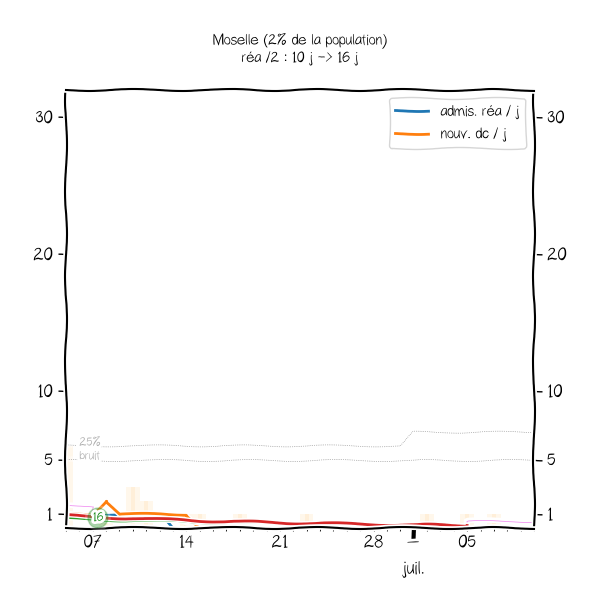 Moselle (2% de la population)
réa /2 : 10 j -> 16 j
admis. réa / j
nouv. dc / j
30
30
20
20
10
10
25%
bruit
5
5
16
1
1
07
14
21
28
05
juil.